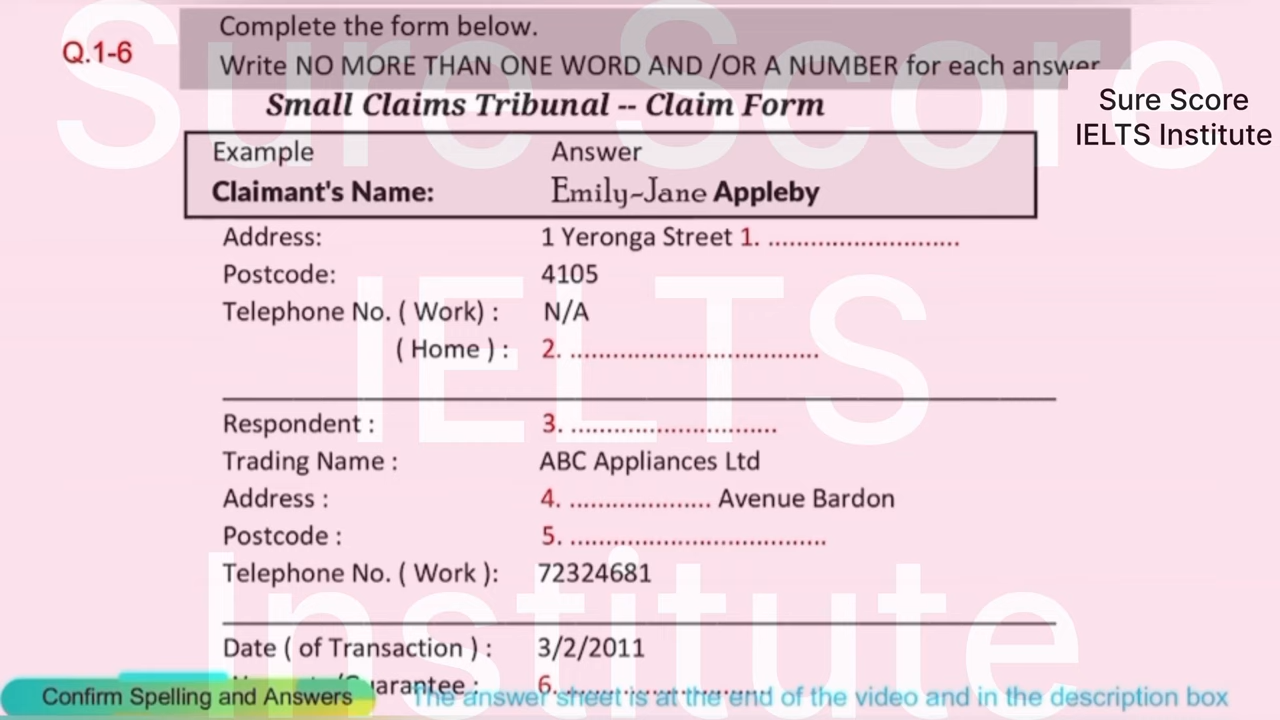 Complete the form below.
Q.1-6
Write NO MORE THAN ONE WORD AND /OR A NUMBER for each answer
Small Claims Tribunal -- Claim Form
Sure Score
IELTS Institute
Example Answer
Claimant's Name: Emily-Jane Appleby
Address: 1 Yeronga Street 1. ...........................
Postcode: 4105
Telephone No. ( Work) : N/A
( Home ) : 2. ...................................
Respondent : 3. .............................
Trading Name : ABC Appliances Ltd
Address : 4. .................... Avenue Bardon
Postcode : 5. ....................................
Telephone No. ( Work ): 72324681
Date ( of Transaction ) : 3/2/2011
6. ..............................
Confirm Spelling and Answers
The answer sheet is at the end of the video and in the description box
Sure Score
IELTS
Institute